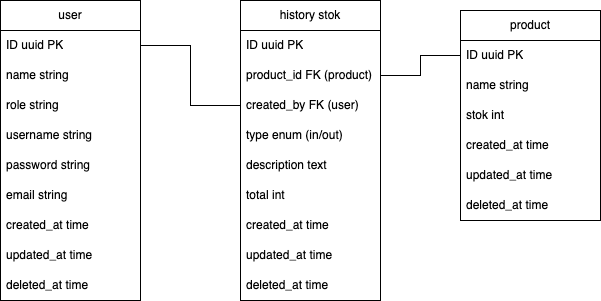 user
ID uuid PK
name string
role string
username string
password string
email string
created_at time
updated_at time
deleted_at time
history stok
ID uuid PK
product_id FK (product)
created_by FK (user)
type enum (in/out)
description text
total int
created_at time
updated_at time
deleted_at time
product
ID uuid PK
name string
stok int
created_at time
updated_at time
deleted_at time